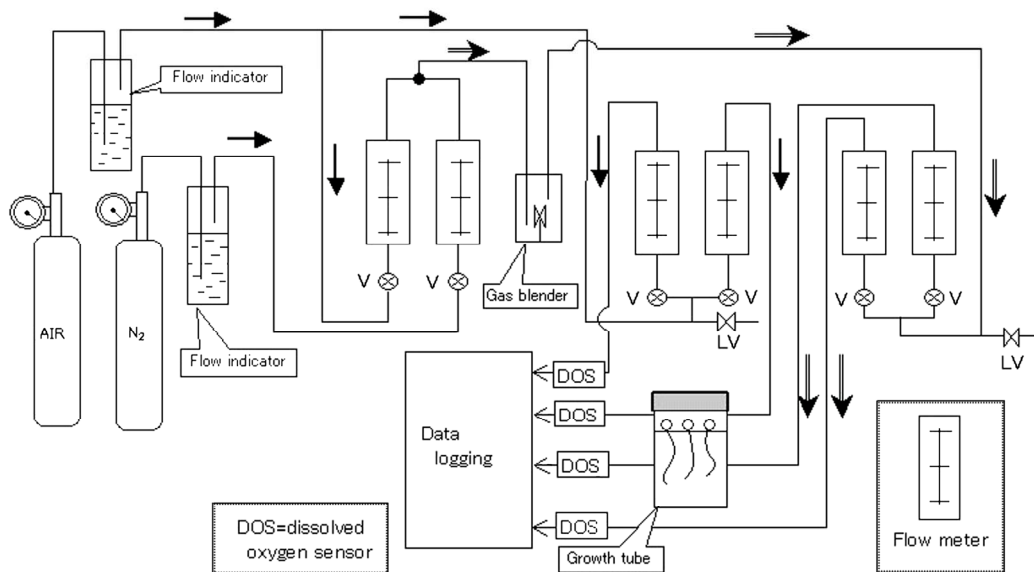 Flow indicator
Flow indicator
AIR
N₂
V
V
Gas blender
V
V
LV
V
V
LV
DOS
DOS
DOS
DOS
Data
logging
Growth tube
DOS=dissolved
oxygen sensor
Flow meter